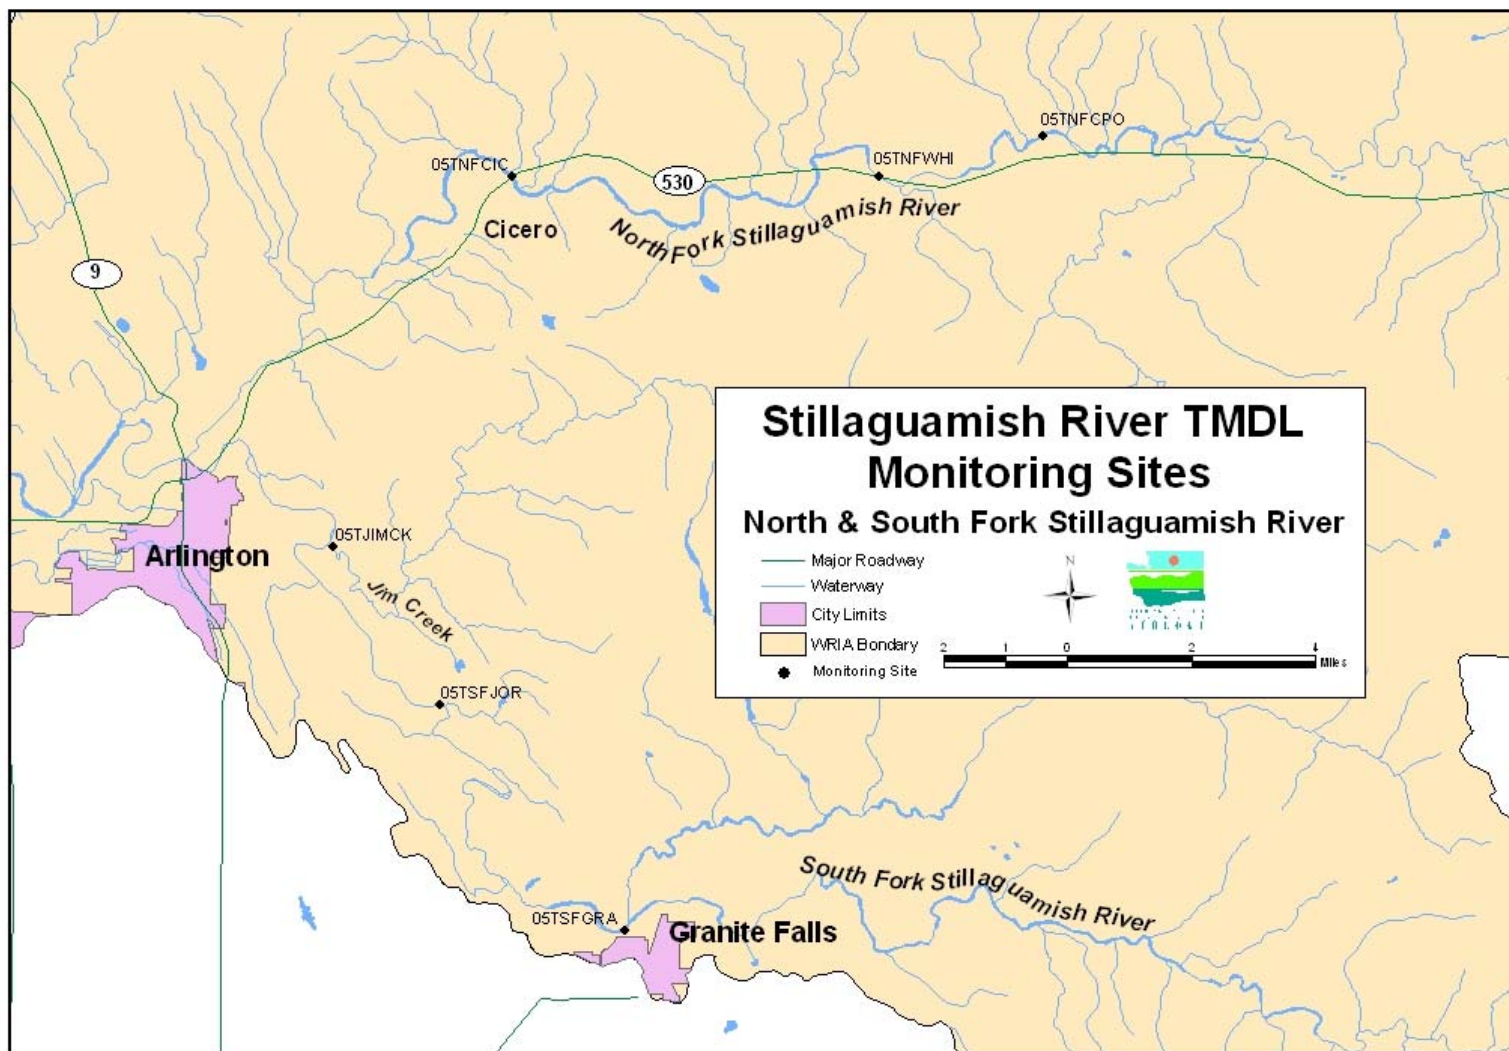 05TNFCPO
05TNFCIC
05TNFWHI
530
Cicero
North Fork Stillaguamish River
9
Stillaguamish River TMDL
Monitoring Sites
North & South Fork Stillaguamish River
Major Roadway
Waterway
City Limits
WRIA Bondary
Monitoring Site
N
2 1 0 2 4
Miles
05TJIMCK
Arlington
Jim Creek
05TSFJOR
South Fork Stillaguamish River
05TSFGRA
Granite Falls